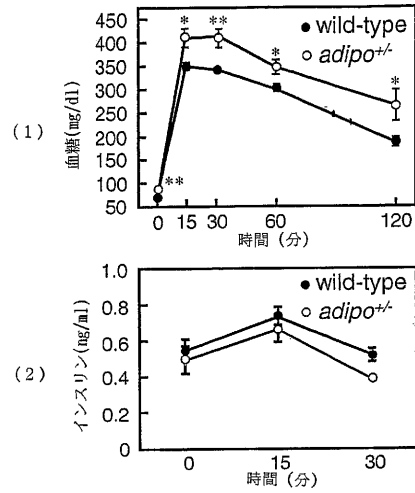 (1)
血糖(mg/dl)
450
400
350
300
250
200
150
100
50
* ** * * **
wild-type
adipo+/-
0 15 30 60 120
時間(分)
(2)
インスリン(ng/ml)
1.0
0.8
0.6
0.4
0.2
0
wild-type
adipo+/-
0 15 30
時間(分)